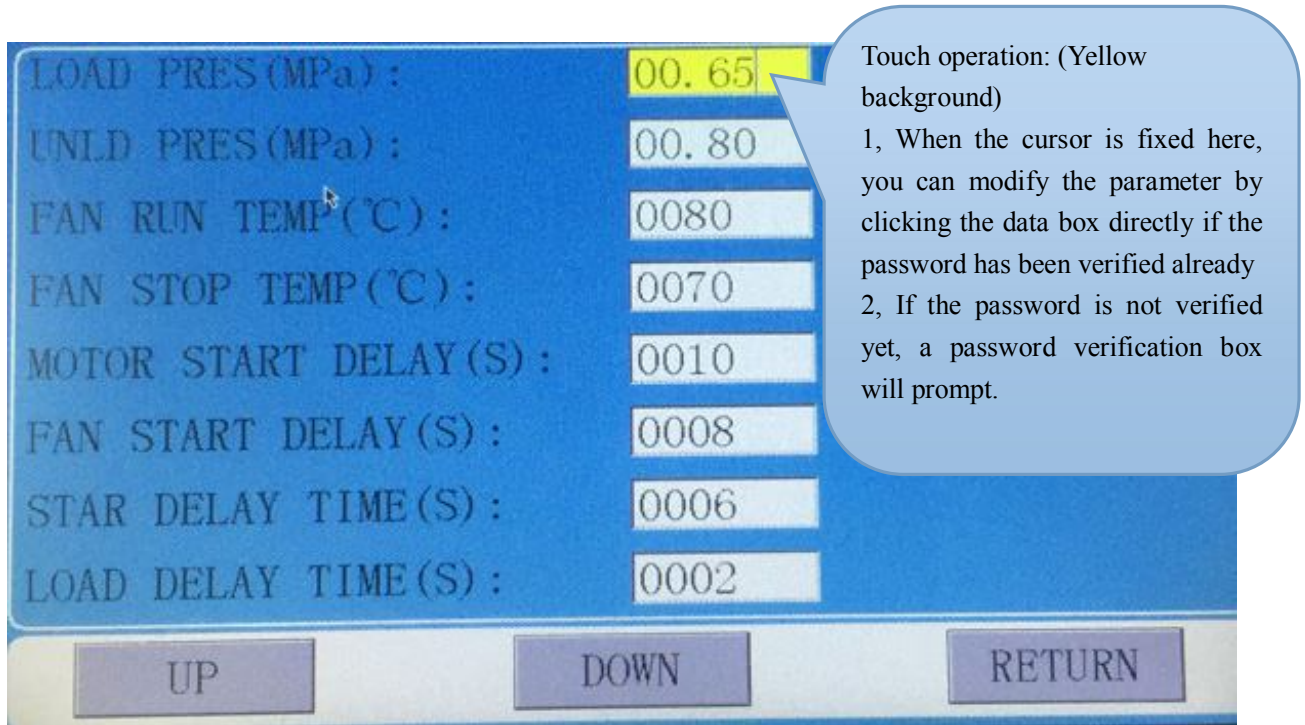 LOAD PRES(MPa): 00.65
UNLD PRES(MPa): 00.80
FAN RUN TEMP(℃): 0080
FAN STOP TEMP(℃): 0070
MOTOR START DELAY(S): 0010
FAN START DELAY(S): 0008
STAR DELAY TIME(S): 0006
LOAD DELAY TIME(S): 0002
UP DOWN RETURN
Touch operation: (Yellow
background)
1, When the cursor is fixed here,
you can modify the parameter by
clicking the data box directly if the
password has been verified already
2, If the password is not verified
yet, a password verification box
will prompt.